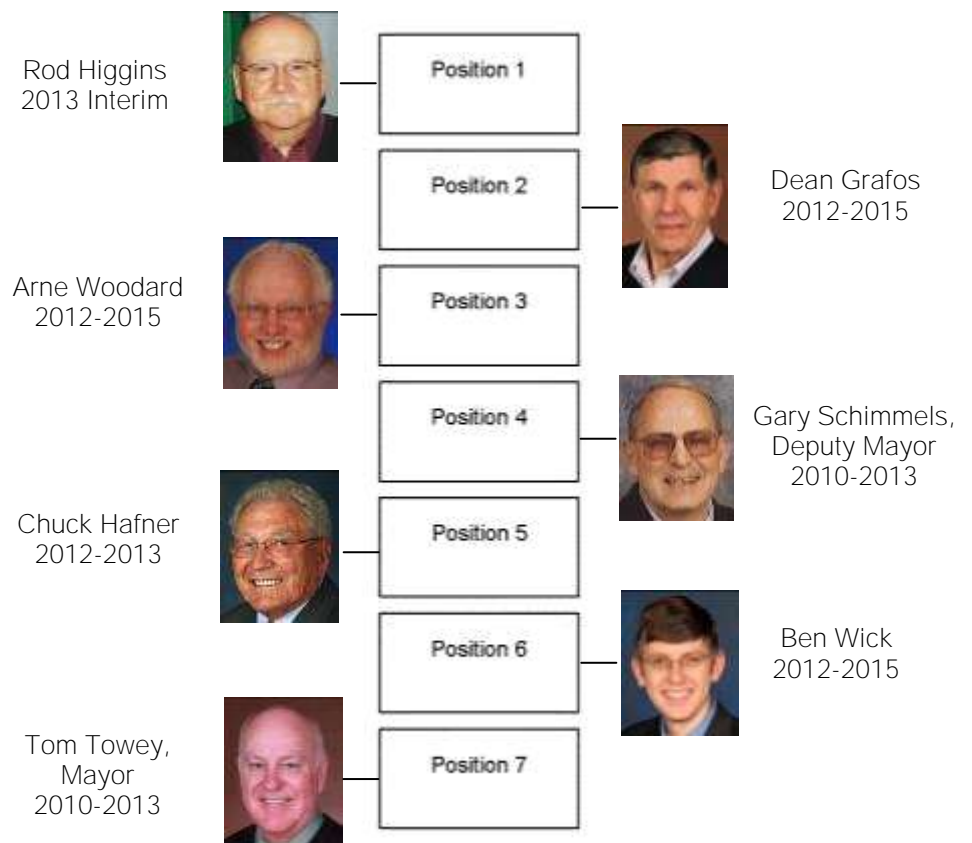 Rod Higgins
2013 Interim
Position 1
Position 2
Dean Grafos
2012-2015
Arne Woodard
2012-2015
Position 3
Position 4
Gary Schimmels,
Deputy Mayor
2010-2013
Chuck Hafner
2012-2013
Position 5
Position 6
Ben Wick
2012-2015
Tom Towey,
Mayor
2010-2013
Position 7